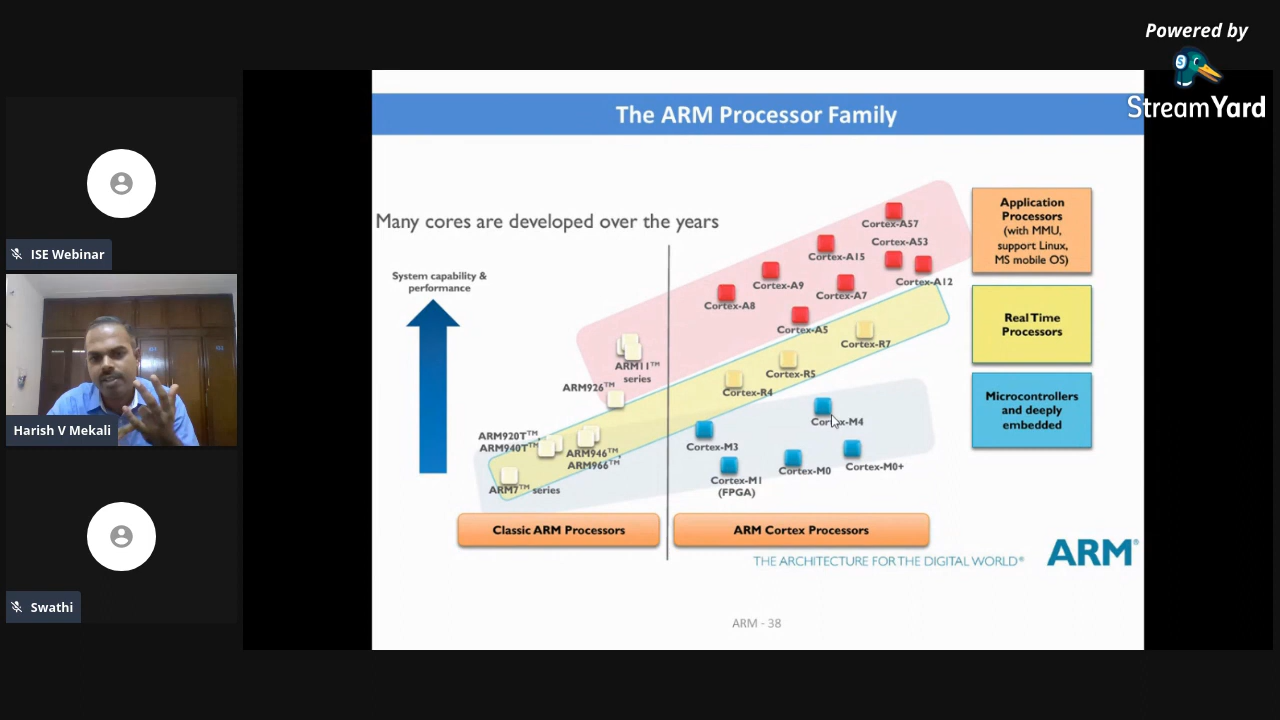 Powered by
StreamYard
ISE Webinar
Harish V Mekali
Swathi
The ARM Processor Family
Many cores are developed over the years
System capability &
performance
Cortex-A57
Cortex-A53
Cortex-A15
Cortex-A12
Cortex-A9
Cortex-A7
Cortex-A8
Cortex-A5
Cortex-R7
Cortex-R5
Cortex-R4
ARM11™
series
ARM926™
ARM920T™
ARM940T™
ARM946™
ARM966™
ARM7™ series
Cortex-M4
Cortex-M3
Cortex-M0
Cortex-M0+
Cortex-M1
(FPGA)
Application
Processors
(with MMU,
support Linux,
MS mobile OS)
Real Time
Processors
Microcontrollers
and deeply
embedded
Classic ARM Processors
ARM Cortex Processors
THE ARCHITECTURE FOR THE DIGITAL WORLD®
ARM®
ARM - 38